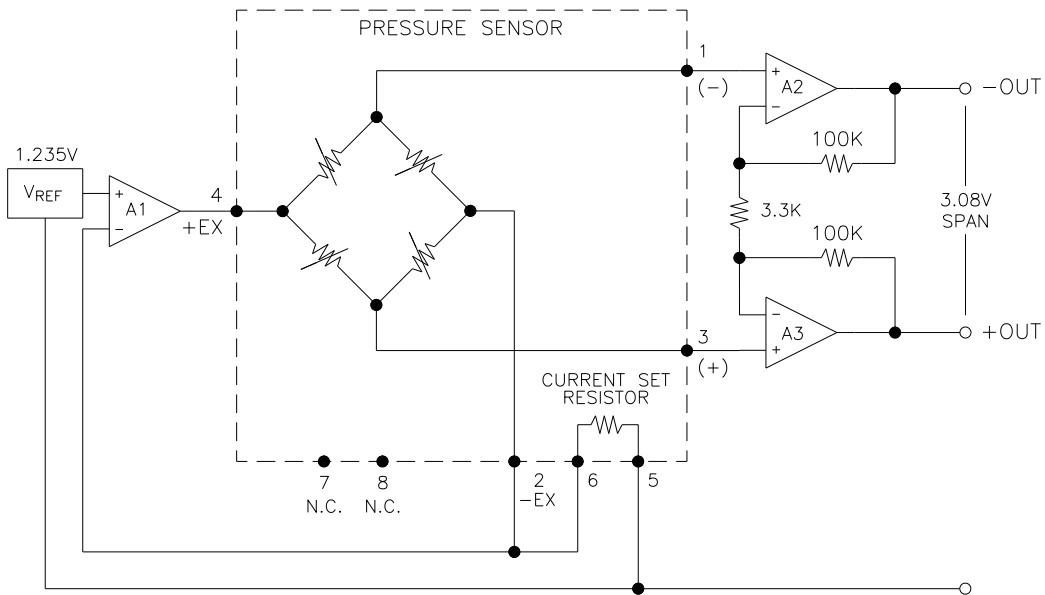 PRESSURE SENSOR
1
(-)
+
A2
-
-OUT
100K
1.235V
VREF
+
A1
-
4
+EX
3.3K
3.08V
SPAN
100K
-
A3
+
+OUT
3
(+)
CURRENT SET
RESISTOR
7
N.C.
8
N.C.
2
-EX
6
5